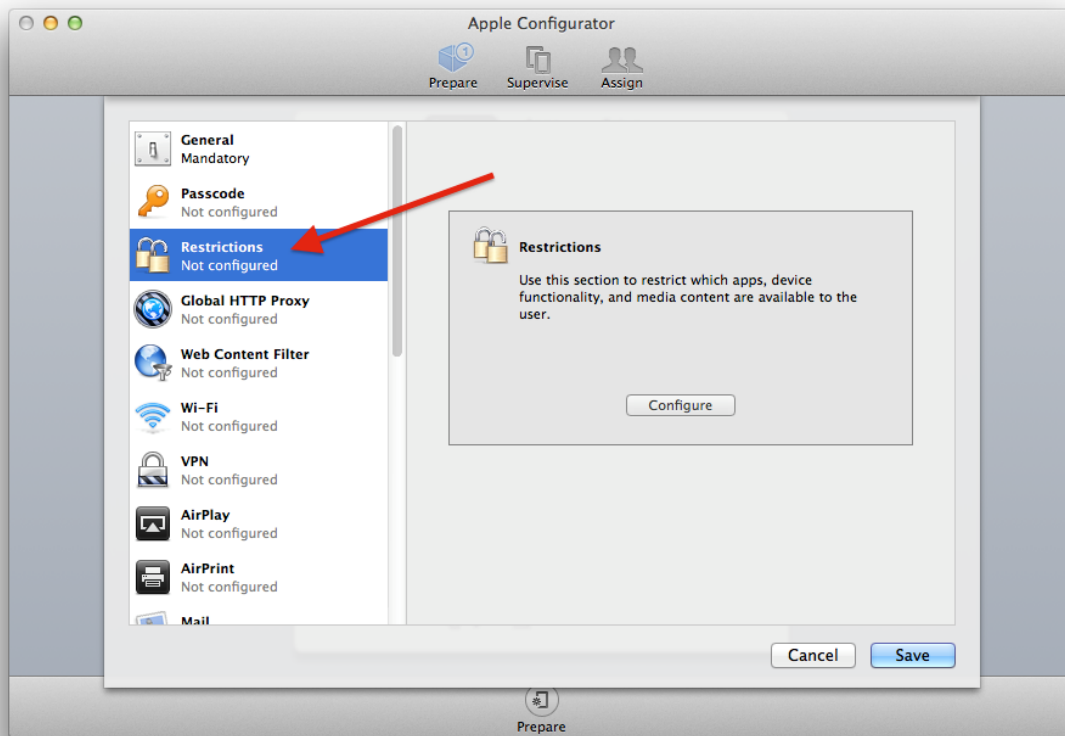 Apple Configurator
1
Prepare
Supervise
Assign
General
Mandatory
Passcode
Not configured
Restrictions
Not configured
Global HTTP Proxy
Not configured
Web Content Filter
Not configured
Wi-Fi
Not configured
VPN
Not configured
AirPlay
Not configured
AirPrint
Not configured
Mail
Restrictions
Use this section to restrict which apps, device
functionality, and media content are available to the
user.
Configure
Cancel
Save
Prepare